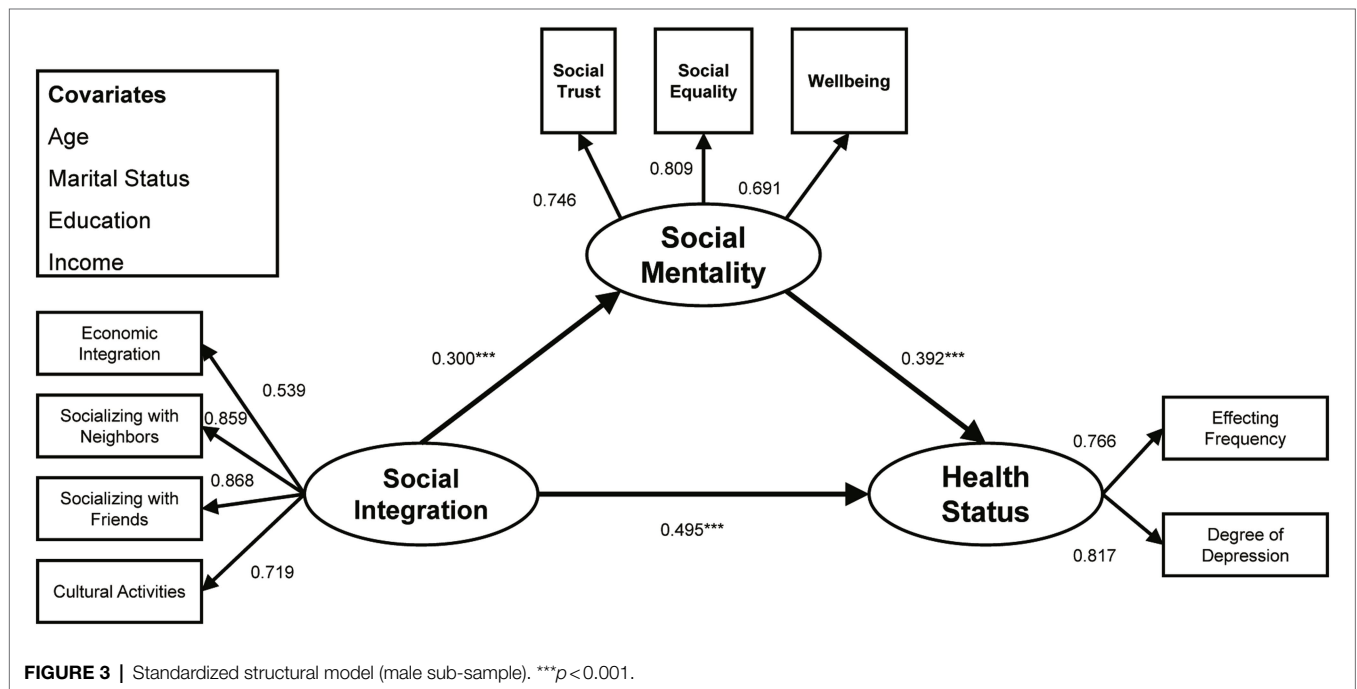 Covariates
Age
Marital Status
Education
Income
Social
Trust
Social
Equality
Wellbeing
0.746
0.809
0.691
Social
Mentality
0.300***
0.392***
Economic
Integration
Socializing with
Neighbors
Socializing with
Friends
Cultural Activities
0.539
0.859
0.868
0.719
Social
Integration
0.495***
Health
Status
0.766
0.817
Effecting
Frequency
Degree of
Depression
FIGURE 3 | Standardized structural model (male sub-sample). ***p<0.001.